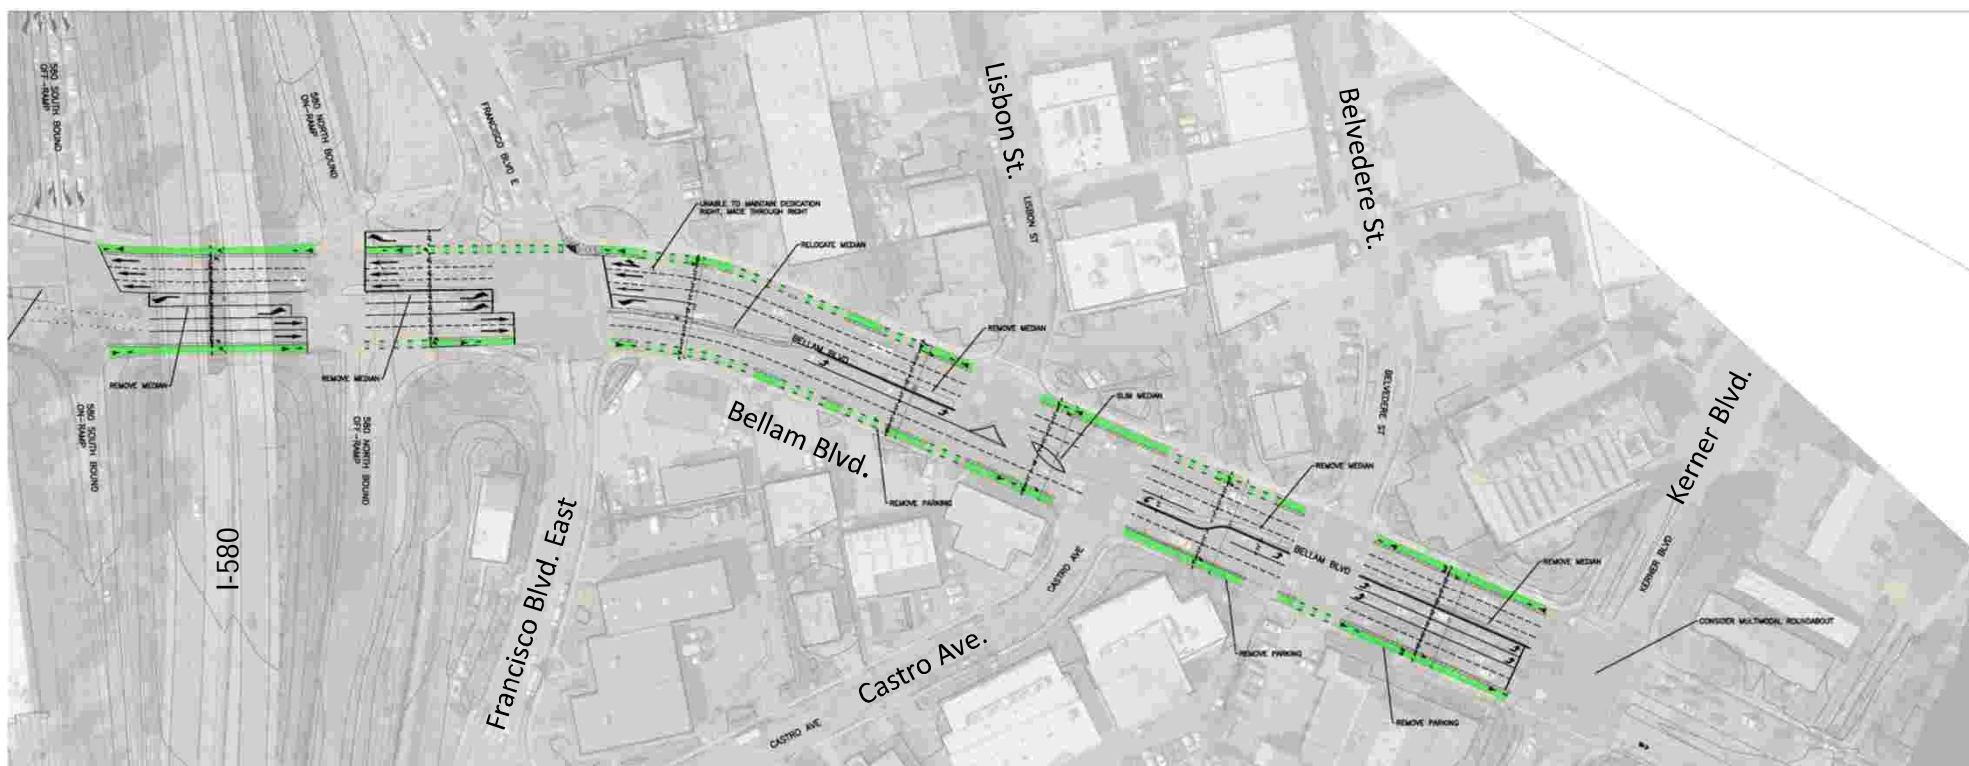 580 SOUTH BOUND
OFF-RAMP
580 NORTH BOUND
ON-RAMP
FRANCISCO BLVD E
Lisbon St.
LISBON ST
Belvedere St.
BELVEDERE ST
UNABLE TO MAINTAIN DEDICATION
RIGHT, MADE THROUGH RIGHT
RELOCATE MEDIAN
REMOVE MEDIAN
SLIM MEDIAN
BELLAM BLVD
REMOVE MEDIAN
REMOVE MEDIAN
580 SOUTH BOUND
ON-RAMP
580 NORTH BOUND
OFF-RAMP
I-580
Francisco Blvd. East
Bellam Blvd.
REMOVE PARKING
REMOVE MEDIAN
BELLAM BLVD
Kerner Blvd.
KERNER BLVD
REMOVE MEDIAN
CASTRO AVE
Castro Ave.
CASTRO AVE
REMOVE PARKING
REMOVE PARKING
CONSIDER MULTIMODAL ROUNDABOUT